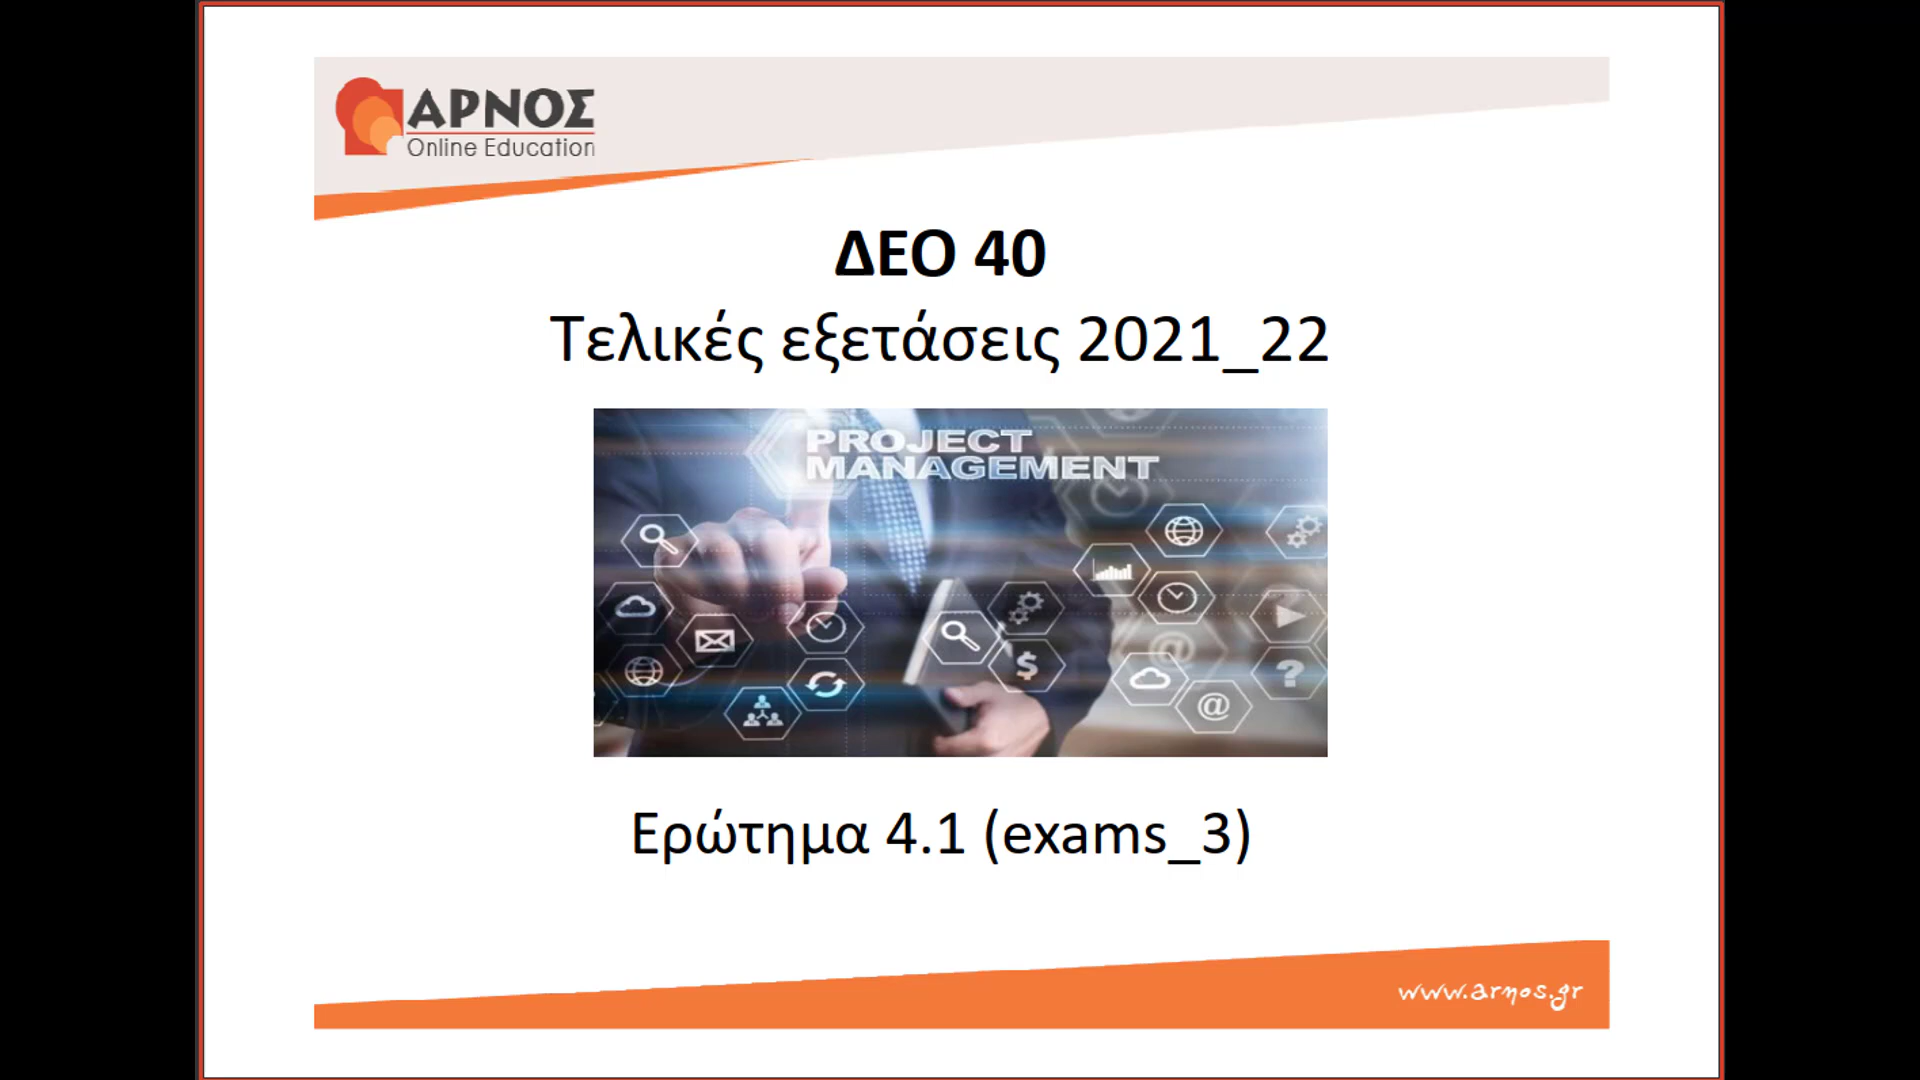 ΑΡΝΟΣ
Online Education
ΔΕΟ 40
Τελικές εξετάσεις 2021_22
PROJECT
MANAGEMENT
Ερώτημα 4.1 (exams_3)
www.arnos.gr